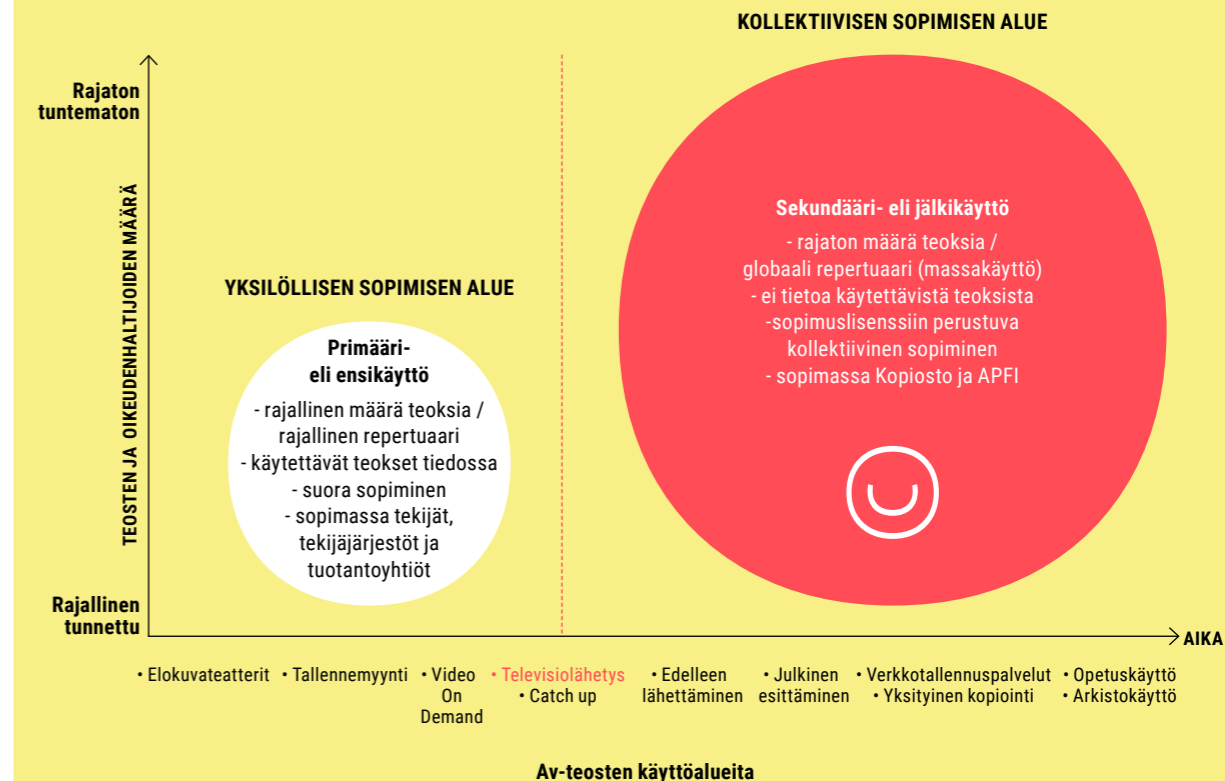 KOLLEKTIIVISEN SOPIMISEN ALUE
Rajaton
tuntematon
TEOSTEN JA OIKEUDENHALTIJOIDEN MÄÄRÄ
Rajallinen
tunnettu
YKSILÖLLISEN SOPIMISEN ALUE
Primääri-
eli ensikäyttö
- rajallinen määrä teoksia /
rajallinen repertuaari
- käytettävät teokset tiedossa
- suora sopiminen
- sopimassa tekijät,
tekijäjärjestöt ja
tuotantoyhtiöt
Sekundääri- eli jälkikäyttö
- rajaton määrä teoksia /
globaali repertuaari (massakäyttö)
- ei tietoa käytettävistä teoksista
-sopimuslisenssiin perustuva
kollektiivinen sopiminen
- sopimassa Kopiosto ja APFI
AIKA
• Elokuvateatterit
• Tallennemyynti
• Video
On
Demand
• Televisiolähetys
• Catch up
• Edelleen
lähettäminen
• Julkinen
esittäminen
• Verkkotallennuspalvelut
• Yksityinen kopiointi
• Opetuskäyttö
• Arkistokäyttö
Av-teosten käyttöalueita